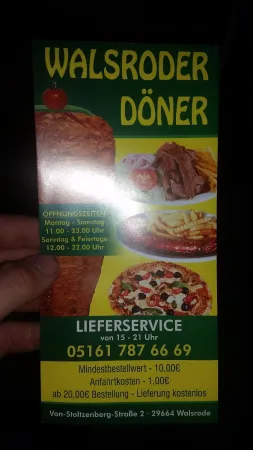 WALSRODER
DÖNER
ÖFFNUNGSZEITEN
Montag - Samstag
11.00 - 23.00 Uhr
Sonntag & Feiertage
12.00 - 22.00 Uhr
LIEFERSERVICE
von 15 - 21 Uhr
05161 787 66 69
Mindestbestellwert - 10,00€
Anfahrtkosten - 1,00€
ab 20,00€ Bestellung - Lieferung kostenlos
Von-Stoltzenberg-Straße 2 - 29664 Walsrode